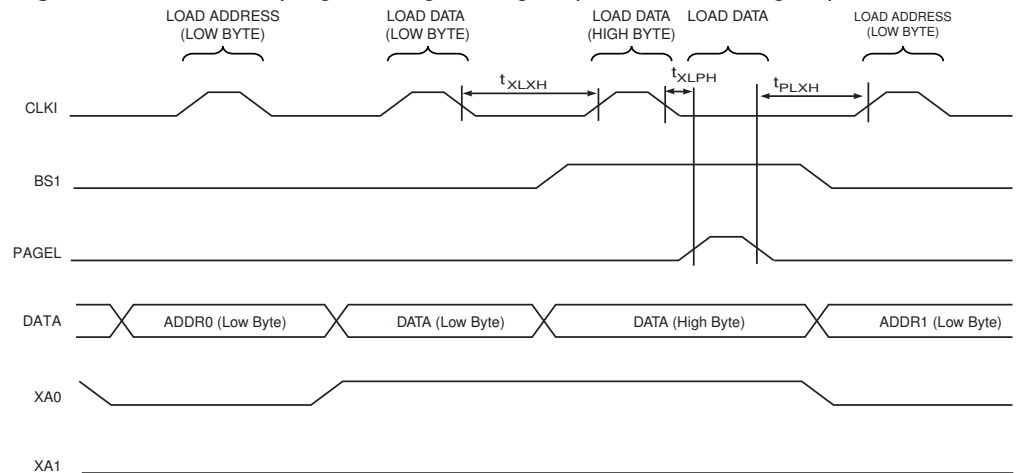 LOAD ADDRESS
(LOW BYTE)
LOAD DATA
(LOW BYTE)
LOAD DATA
(HIGH BYTE)
LOAD DATA
LOAD ADDRESS
(LOW BYTE)
tXLXH
tXLPH
tPLXH
CLKI
BS1
PAGEL
DATA
ADDR0 (Low Byte)
DATA (Low Byte)
DATA (High Byte)
ADDR1 (Low Byte)
XA0
XA1